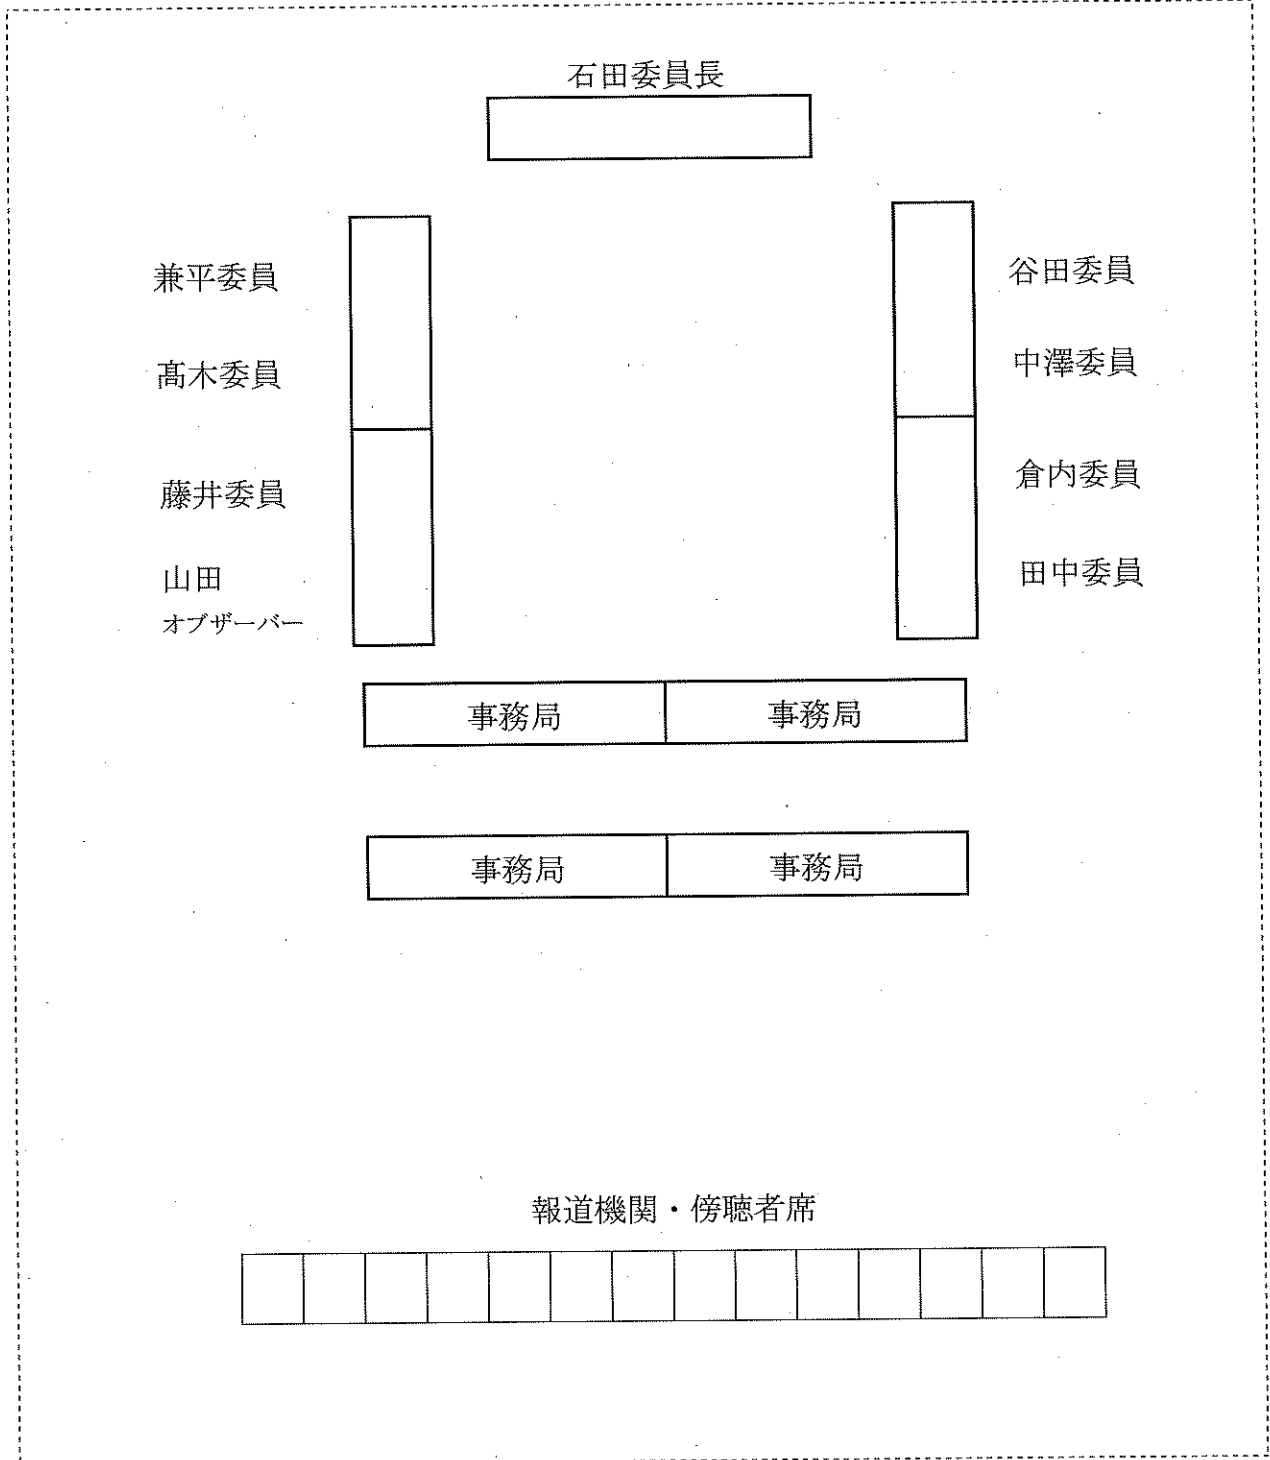 石田委員長
兼平委員
髙木委員
藤井委員
山田
オブザーバー
谷田委員
中澤委員
倉内委員
田中委員
事務局
事務局
事務局
事務局
報道機関・傍聴者席